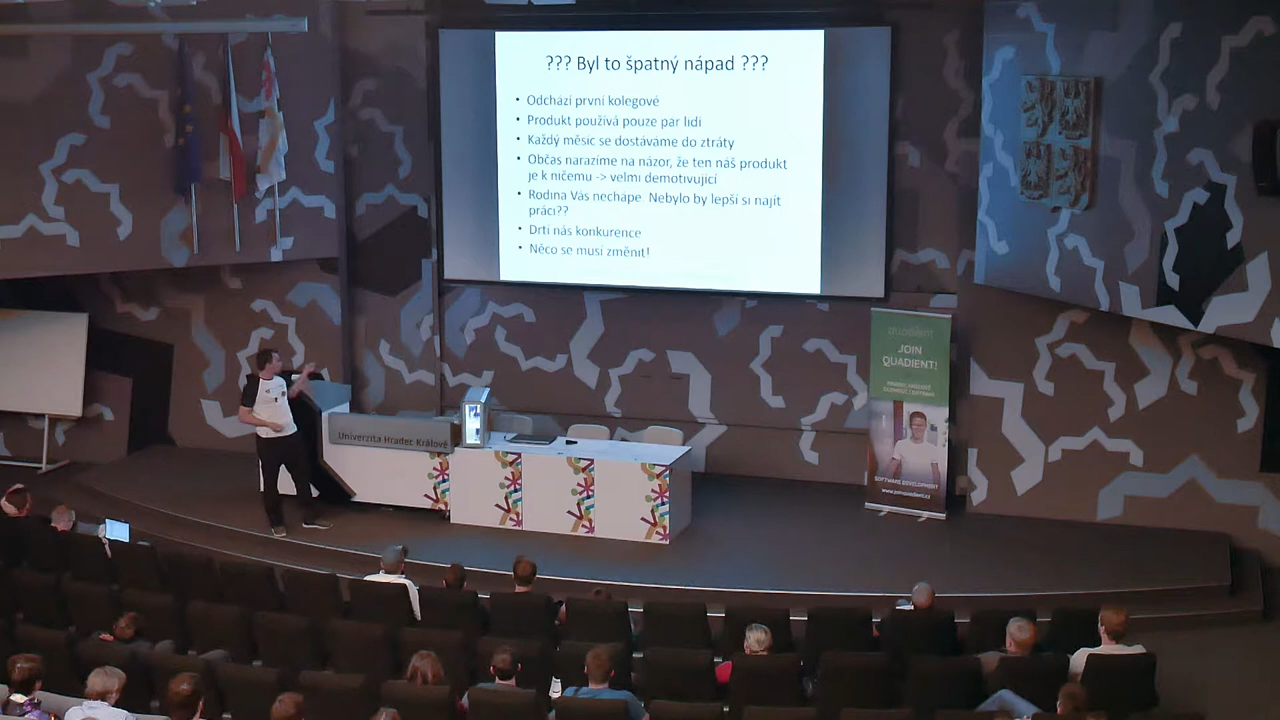 ??? Byl to špatný nápad ???
• Odchází první kolegové
• Produkt používá pouze par lidi
• Každý měsíc se dostáváme do ztráty
• Občas narazíme na názor, že ten náš produkt
je k ničemu -> velmi demotivující
• Rodina Vás nechápe Nebylo by lepší si najít
práci??
• Drtí nás konkurence
• Něco se musí změnit!
Univerzita Hradec Králové
quadient
JOIN
QUADIENT!
SOFTWARE DEVELOPMENT